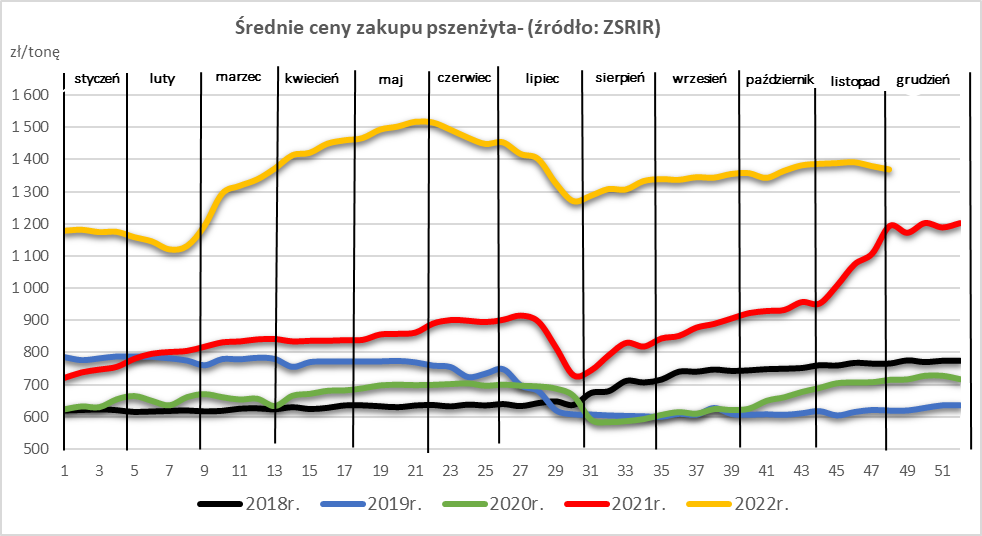 Średnie ceny zakupu pszenżyta- (źródło: ZSRIR)
zł/tonę
styczeń luty marzec kwiecień maj czerwiec lipiec sierpień wrzesień październik listopad grudzień
1 600
1 500
1 400
1 300
1 200
1 100
1 000
900
800
700
600
500
1 3 5 7 9 11 13 15 17 19 21 23 25 27 29 31 33 35 37 39 41 43 45 47 49 51
2018r. 2019r. 2020r. 2021r. 2022r.